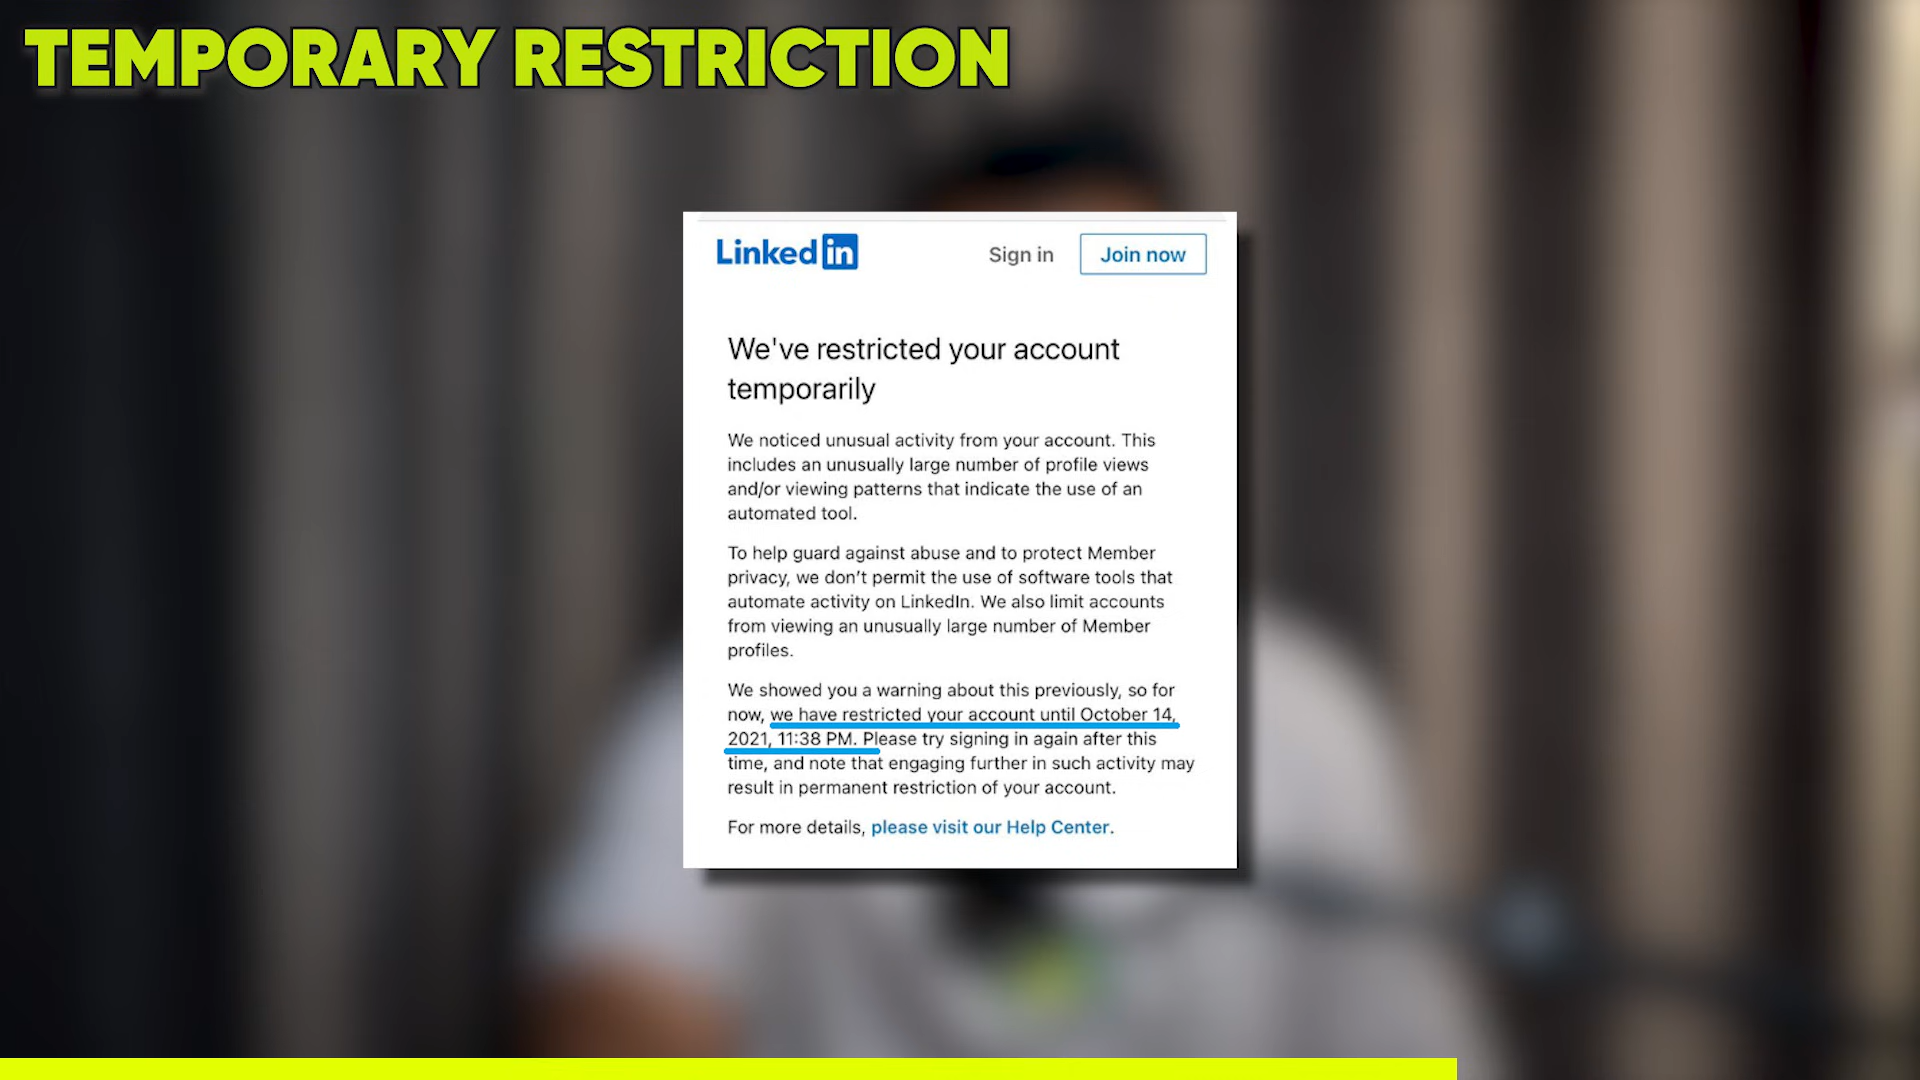 TEMPORARY RESTRICTION
Linked in
Sign in
Join now
We've restricted your account
temporarily
We noticed unusual activity from your account. This
includes an unusually large number of profile views
and/or viewing patterns that indicate the use of an
automated tool.
To help guard against abuse and to protect Member
privacy, we don’t permit the use of software tools that
automate activity on LinkedIn. We also limit accounts
from viewing an unusually large number of Member
profiles.
We showed you a warning about this previously, so for
now, we have restricted your account until October 14,
2021, 11:38 PM. Please try signing in again after this
time, and note that engaging further in such activity may
result in permanent restriction of your account.
For more details, please visit our Help Center.